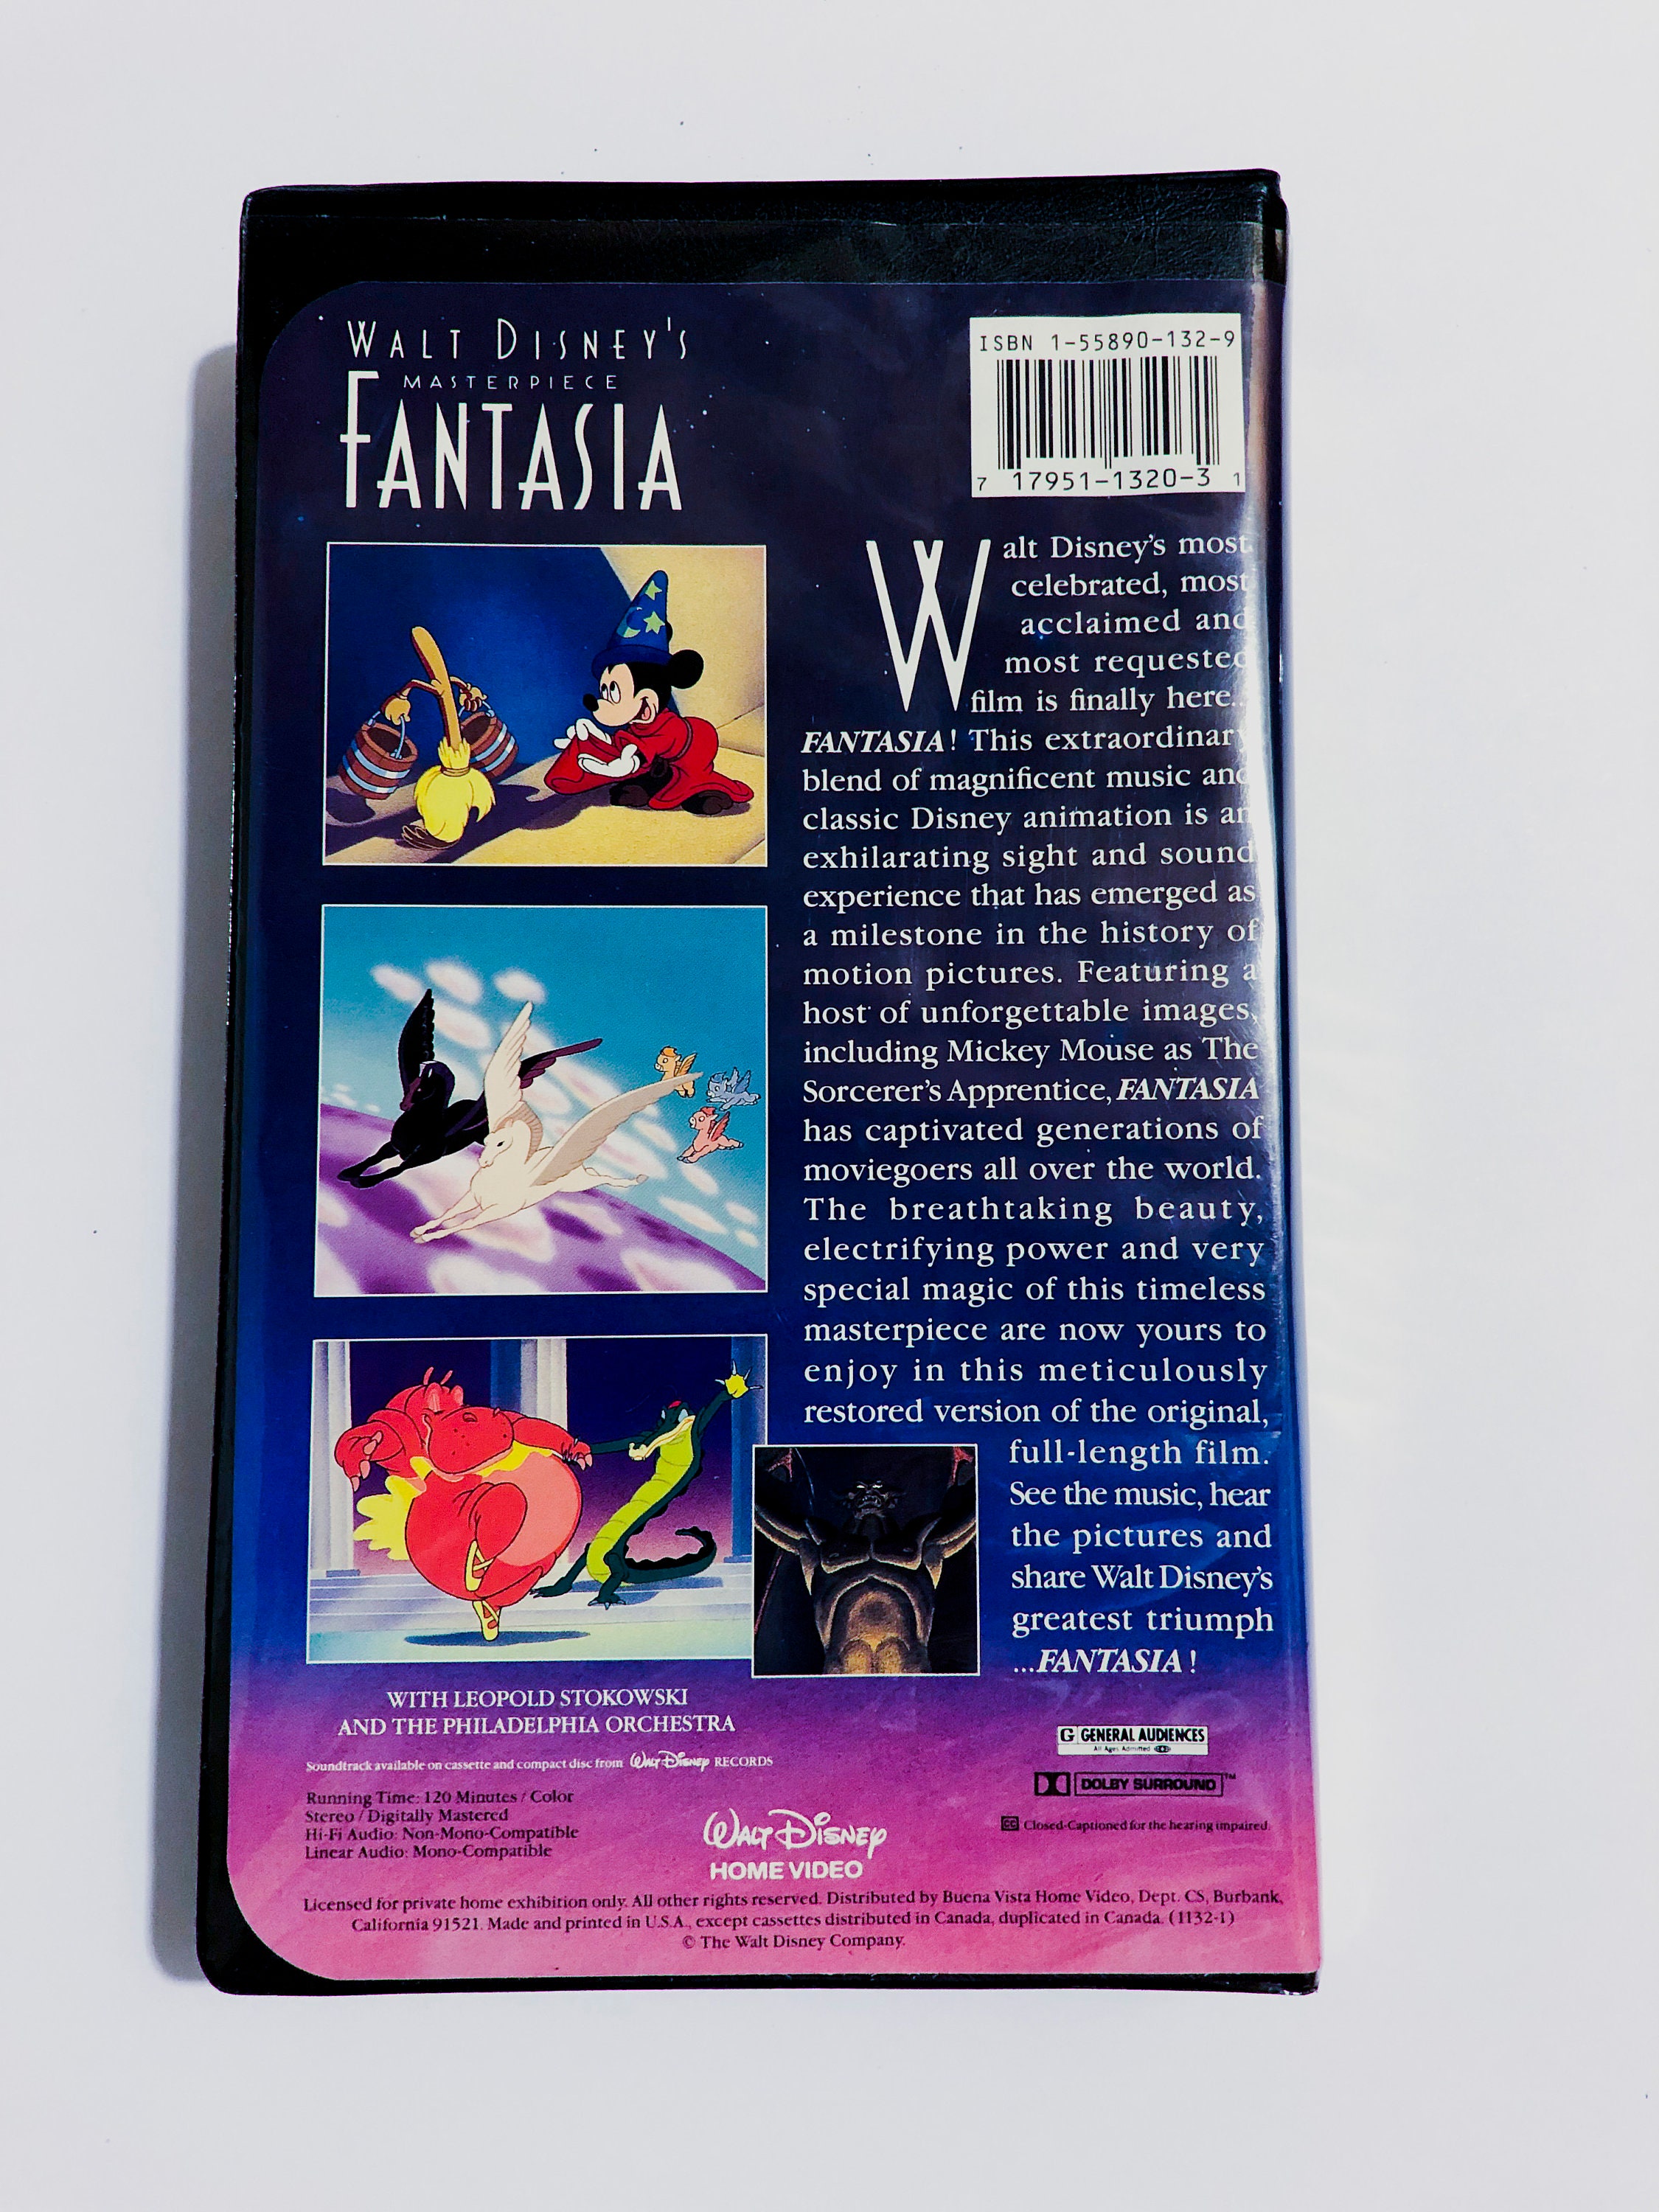 WALT DISNEY'S
MASTERPIECE
FANTASIA
ISBN 1-55890-132-9
7 17951-1320-3 1
Walt Disney's most
celebrated, most
acclaimed and
most requested
film is finally here...
FANTASIA! This extraordinary
blend of magnificent music and
classic Disney animation is an
exhilarating sight and sound
experience that has emerged as
a milestone in the history of
motion pictures. Featuring a
host of unforgettable images,
including Mickey Mouse as The
Sorcerer's Apprentice, FANTASIA
has captivated generations of
moviegoers all over the world.
The breathtaking beauty,
electrifying power and very
special magic of this timeless
masterpiece are now yours to
enjoy in this meticulously
restored version of the original,
full-length film.
See the music, hear
the pictures and
share Walt Disney's
greatest triumph
...FANTASIA!
WITH LEOPOLD STOKOWSKI
AND THE PHILADELPHIA ORCHESTRA
Soundtrack available on cassette and compact disc from Walt Disney RECORDS
Running Time: 120 Minutes / Color
Stereo / Digitally Mastered
Hi-Fi Audio: Non-Mono-Compatible
Linear Audio: Mono-Compatible
WALT DISNEY
HOME VIDEO
G GENERAL AUDIENCES
All Ages Admitted
DOLBY SURROUND™
CC Closed-Captioned for the hearing impaired.
Licensed for private home exhibition only. All other rights reserved. Distributed by Buena Vista Home Video, Dept. CS, Burbank,
California 91521. Made and printed in U.S.A., except cassettes distributed in Canada, duplicated in Canada. (1132-1)
© The Walt Disney Company.